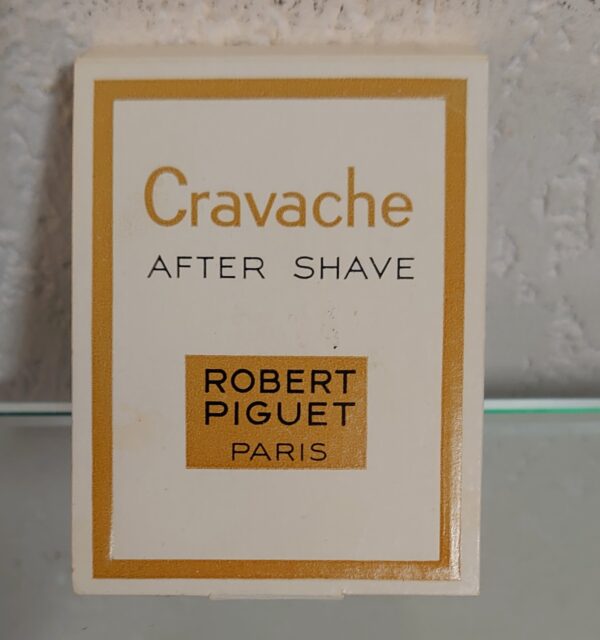 Cravache
AFTER SHAVE
ROBERT
PIGUET
PARIS